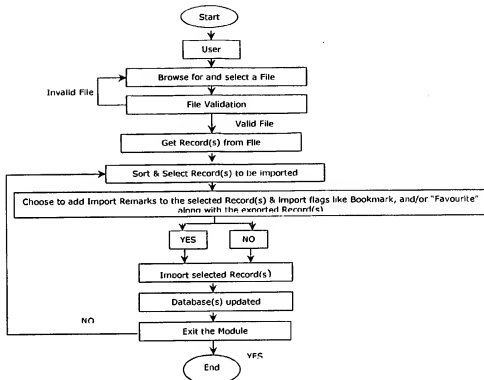 Start
User
Browse for and select a File
Invalid File
File Validation
Valid File
Get Record(s) from File
Sort & Select Record(s) to be imported
Choose to add Import Remarks to the selected Record(s) & Import flags like Bookmark, and/or "Favourite"
along with the exported Record(s)
YES NO
Import selected Record(s)
Database(s) updated
NO
Exit the Module
YES
End